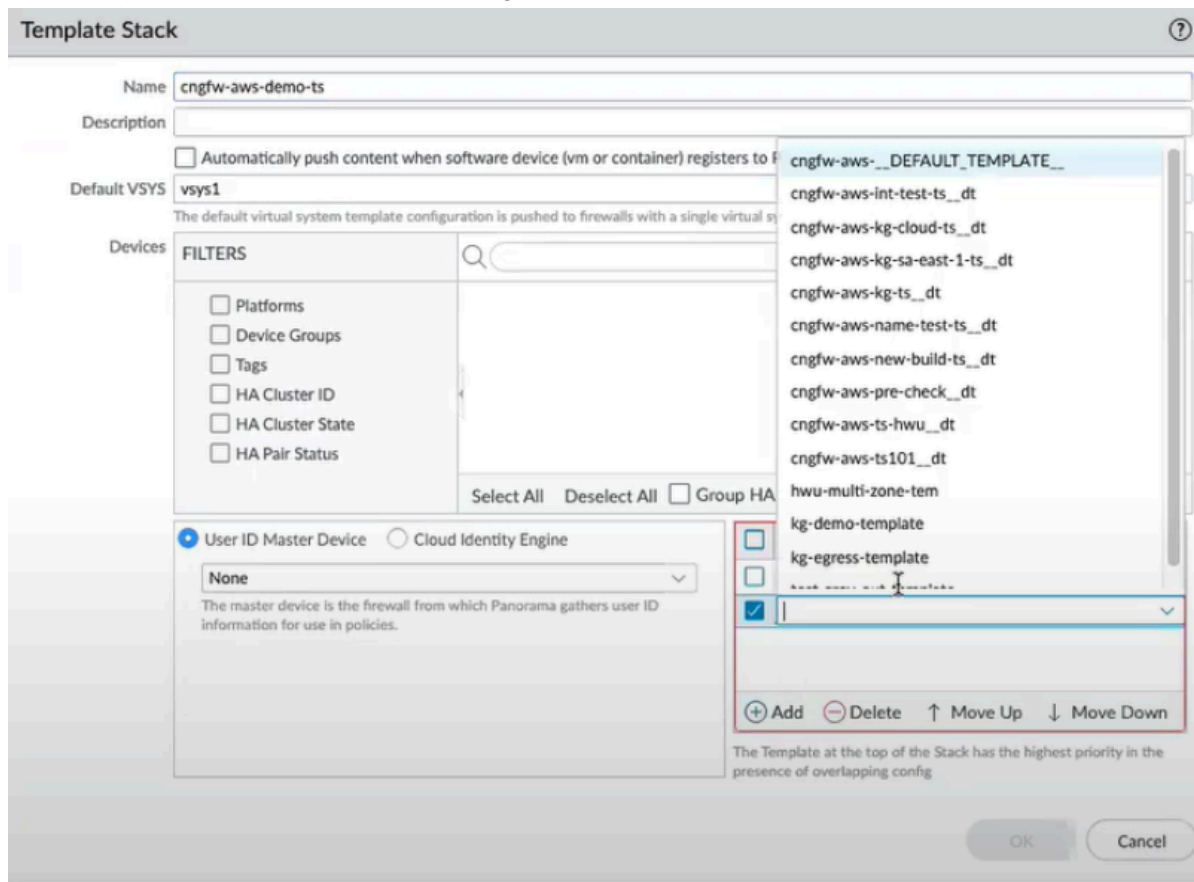 Template Stack
?
Name cngfw-aws-demo-ts
Description
Automatically push content when software device (vm or container) registers to
Default VSYS vsys1
The default virtual system template configuration is pushed to firewalls with a single virtual
Devices FILTERS
Platforms
Device Groups
Tags
HA Cluster ID
HA Cluster State
HA Pair Status
Select All Deselect All Group HA
cngfw-aws-__DEFAULT_TEMPLATE__
cngfw-aws-int-test-ts__dt
cngfw-aws-kg-cloud-ts__dt
cngfw-aws-kg-sa-east-1-ts__dt
cngfw-aws-kg-ts__dt
cngfw-aws-name-test-ts__dt
cngfw-aws-new-build-ts__dt
cngfw-aws-pre-check__dt
cngfw-aws-ts-hwu__dt
cngfw-aws-ts101__dt
hwu-multi-zone-tem
kg-demo-template
kg-egress-template
User ID Master Device Cloud Identity Engine
None
The master device is the firewall from which Panorama gathers user ID
information for use in policies.
Add Delete Move Up Move Down
The Template at the top of the Stack has the highest priority in the
presence of overlapping config
OK Cancel